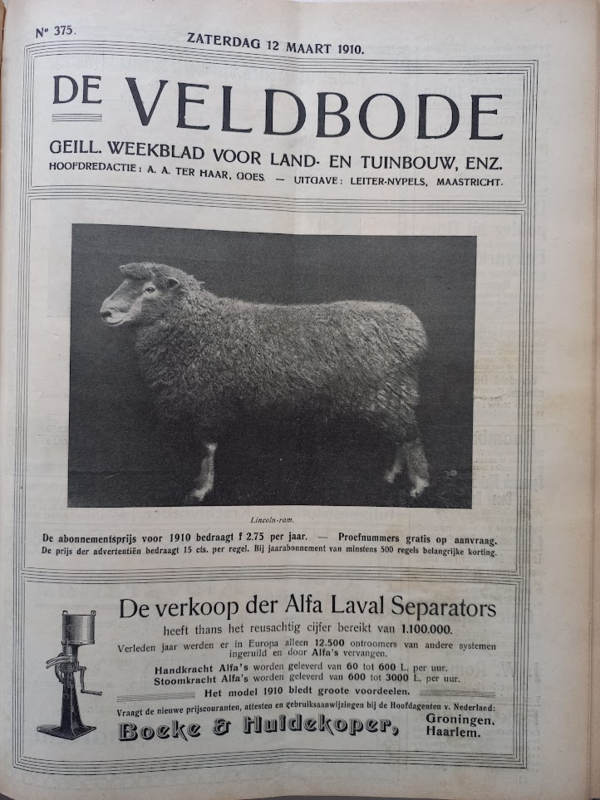 Nº 375.
ZATERDAG 12 MAART 1910.
DE VELDBODE
GEILL. WEEKBLAD VOOR LAND- EN TUINBOUW, ENZ.
HOOFDREDACTIE: A. A. TER HAAR, GOES. — UITGAVE: LEITER-NYPELS, MAASTRICHT.
Lincoln-ram.
De abonnementsprijs voor 1910 bedraagt f 2.75 per jaar. — Proefnummers gratis op aanvraag.
De prijs der advertentiën bedraagt 15 cts. per regel. Bij jaarabonnement van minstens 500 regels belangrijke korting.
De verkoop der Alfa Laval Separators
heeft thans het reusachtig cijfer bereikt van 1.100.000.
Verleden jaar werden er in Europa alleen 12.500 ontroomers van andere systemen
ingeruild en door Alfa's vervangen.
Handkracht Alfa's worden geleverd van 60 tot 600 L. per uur.
Stoomkracht Alfa's worden geleverd van 600 tot 3000 L. per uur.
Het model 1910 biedt groote voordeelen.
Vraagt de nieuwe prijscouranten, attesten en gebruiksaanwijzingen bij de Hoofdagenten v. Nederland:
Boeke & Huidekoper, Groningen.
Haarlem.